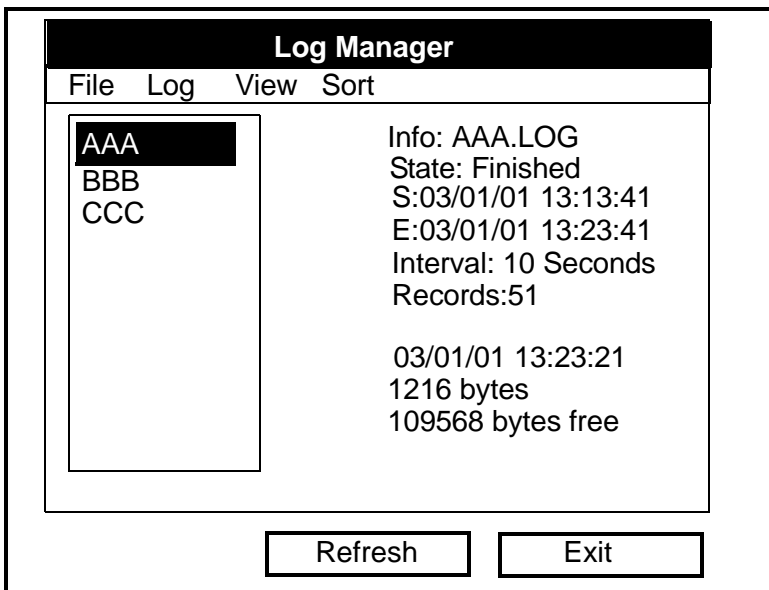 Log Manager
File Log View Sort
AAA
BBB
CCC
Info: AAA.LOG
State: Finished
S:03/01/01 13:13:41
E:03/01/01 13:23:41
Interval: 10 Seconds
Records:51
03/01/01 13:23:21
1216 bytes
109568 bytes free
Refresh
Exit